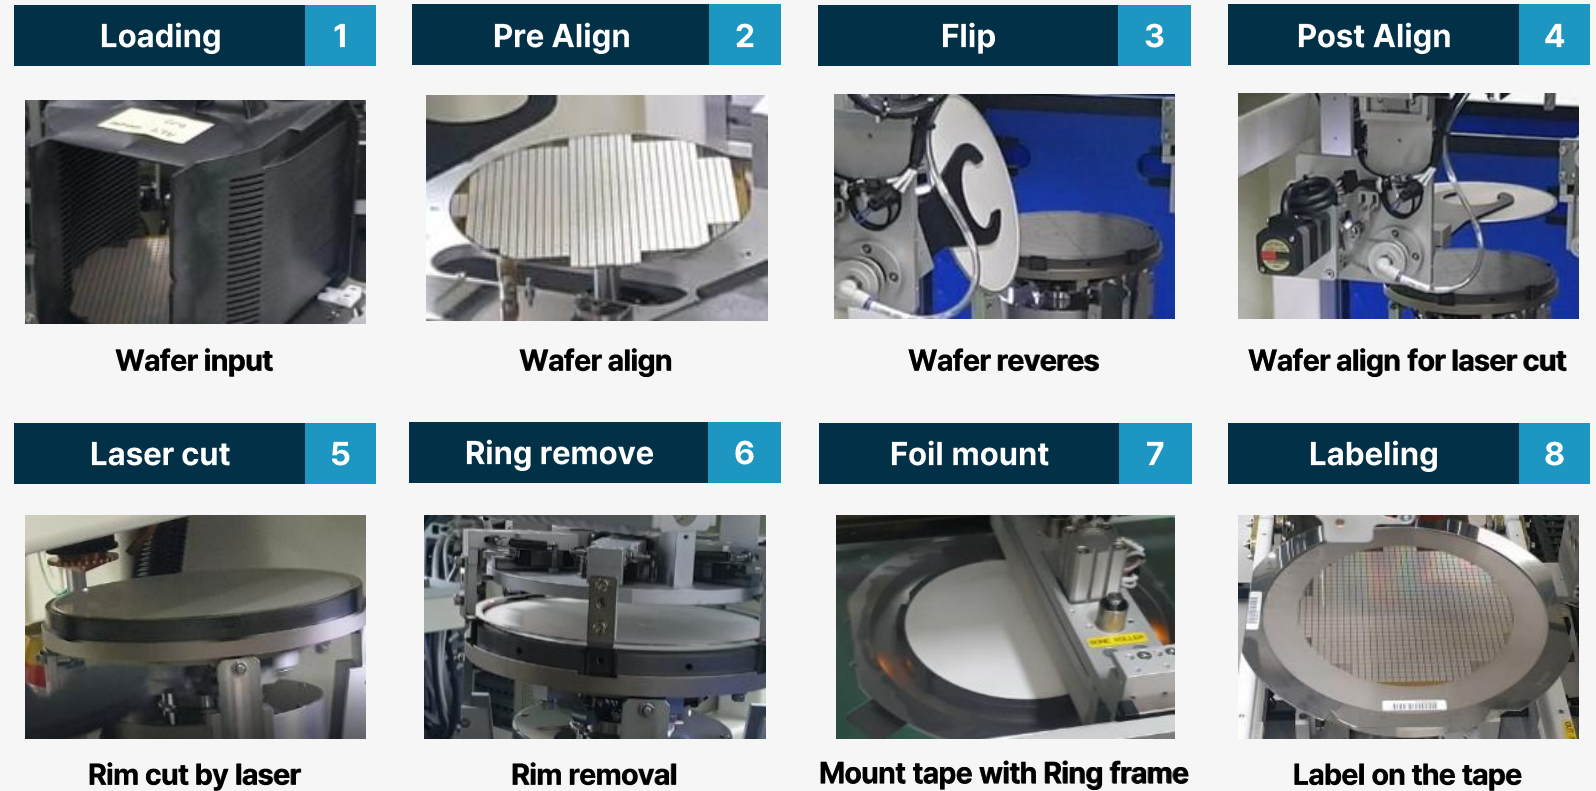 Loading 1
Pre Align 2
Flip 3
Post Align 4
Wafer input
Wafer align
Wafer reveres
Wafer align for laser cut
Laser cut 5
Ring remove 6
Foil mount 7
Labeling 8
Rim cut by laser
Rim removal
Mount tape with Ring frame
Label on the tape